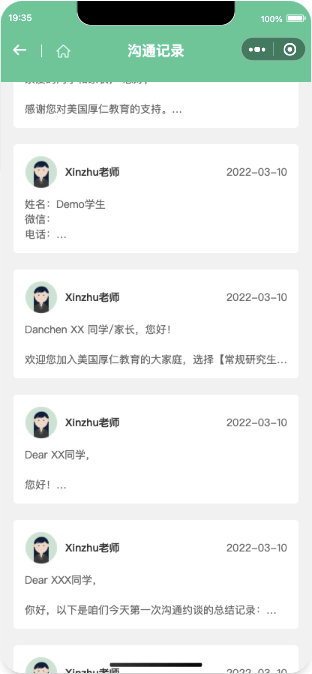 19:35
100%
沟通记录
感谢您对美国厚仁教育的支持。...
Xinzhu老师
2022-03-10
姓名：Demo学生
微信：
电话：...
Xinzhu老师
2022-03-10
Danchen XX 同学/家长，您好！
欢迎您加入美国厚仁教育的大家庭，选择【常规研究生...
Xinzhu老师
2022-03-10
Dear XX同学，
您好！...
Xinzhu老师
2022-03-10
Dear XXX同学，
你好，以下是咱们今天第一次沟通约谈的总结记录：...
Xinzhu老师
2022-03-10